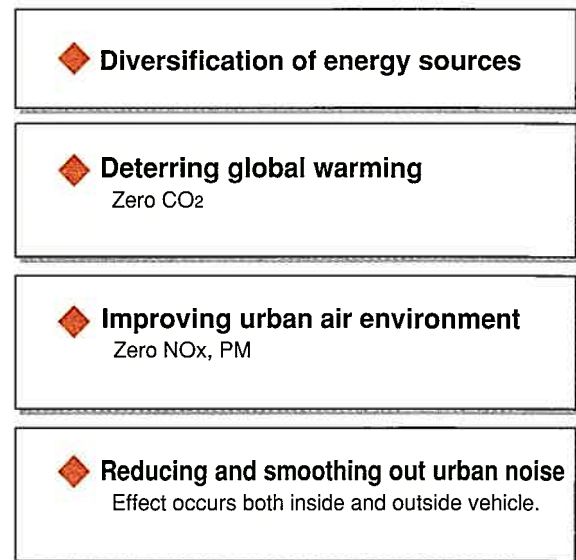 Diversification of energy sources
Deterring global warming
Zero CO2
Improving urban air environment
Zero NOx, PM
Reducing and smoothing out urban noise
Effect occurs both inside and outside vehicle.